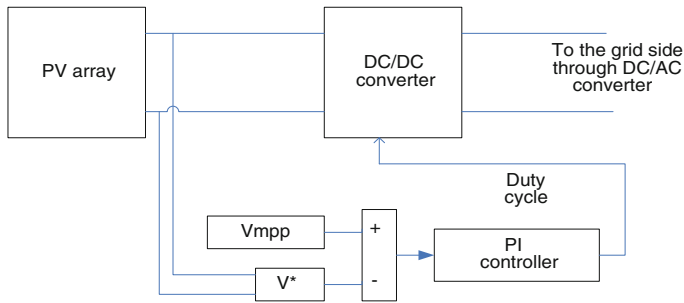 PV array
DC/DC
converter
To the grid side
through DC/AC
converter
Duty
cycle
Vmpp
+
PI
controller
V*
-